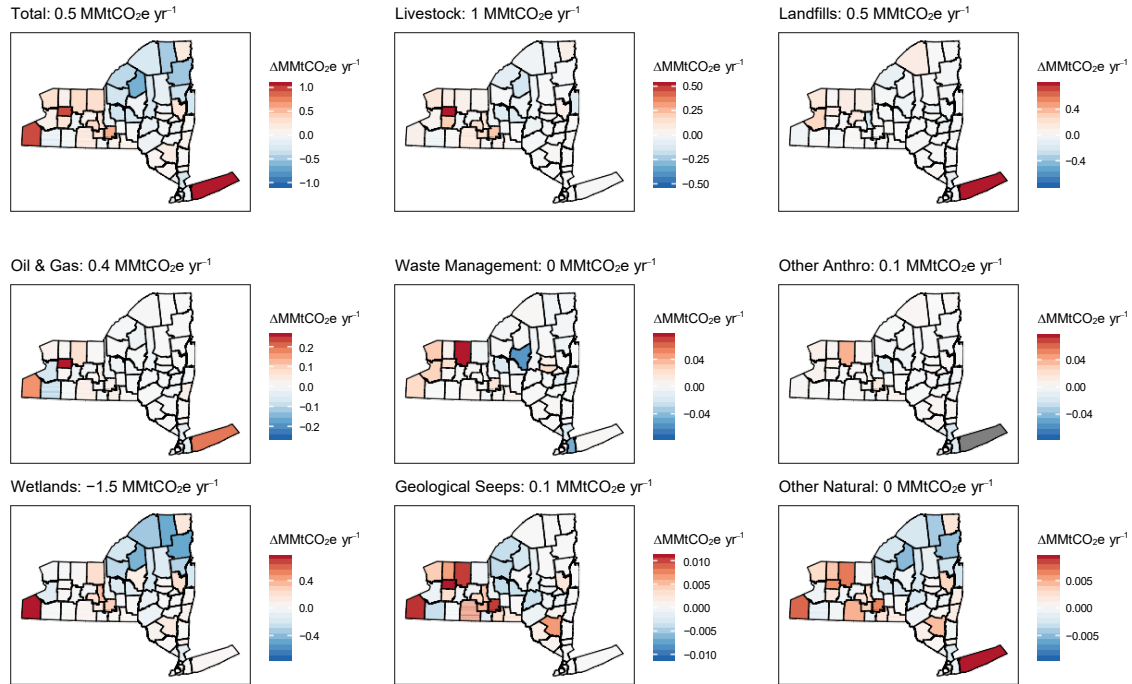 Total: 0.5 MMtCO₂e yr⁻¹
ΔMMtCO₂e yr⁻¹
1.0
0.5
0.0
−0.5
−1.0
Livestock: 1 MMtCO₂e yr⁻¹
ΔMMtCO₂e yr⁻¹
0.50
0.25
0.00
−0.25
−0.50
Landfills: 0.5 MMtCO₂e yr⁻¹
ΔMMtCO₂e yr⁻¹
0.4
0.0
−0.4
Oil & Gas: 0.4 MMtCO₂e yr⁻¹
ΔMMtCO₂e yr⁻¹
0.2
0.1
0.0
−0.1
−0.2
Waste Management: 0 MMtCO₂e yr⁻¹
ΔMMtCO₂e yr⁻¹
0.04
0.00
−0.04
Other Anthro: 0.1 MMtCO₂e yr⁻¹
ΔMMtCO₂e yr⁻¹
0.04
0.00
−0.04
Wetlands: −1.5 MMtCO₂e yr⁻¹
ΔMMtCO₂e yr⁻¹
0.4
0.0
−0.4
Geological Seeps: 0.1 MMtCO₂e yr⁻¹
ΔMMtCO₂e yr⁻¹
0.010
0.005
0.000
−0.005
−0.010
Other Natural: 0 MMtCO₂e yr⁻¹
ΔMMtCO₂e yr⁻¹
0.005
0.000
−0.005